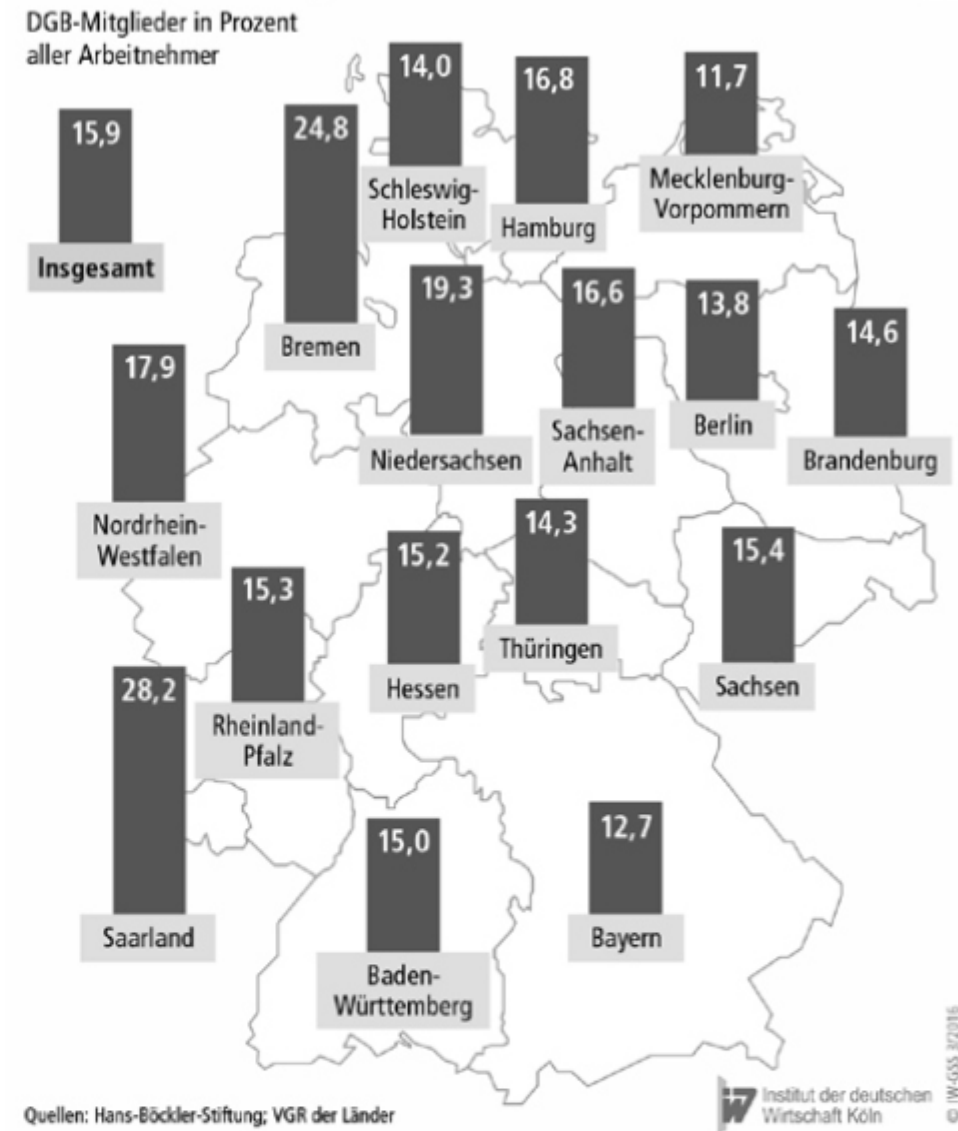 DGB-Mitglieder in Prozent
aller Arbeitnehmer
15,9
Insgesamt
24,8
Bremen
14,0
Schleswig-
Holstein
16,8
Hamburg
11,7
Mecklenburg-
Vorpommern
17,9
Nordrhein-
Westfalen
19,3
Niedersachsen
16,6
Sachsen-
Anhalt
13,8
Berlin
14,6
Brandenburg
15,3
Rheinland-
Pfalz
15,2
Hessen
14,3
Thüringen
15,4
Sachsen
28,2
Saarland
15,0
Baden-
Württemberg
12,7
Bayern
Quellen: Hans-Böckler-Stiftung; VGR der Länder
IW
Institut der deutschen
Wirtschaft Köln
© IW-GSS 3/2016